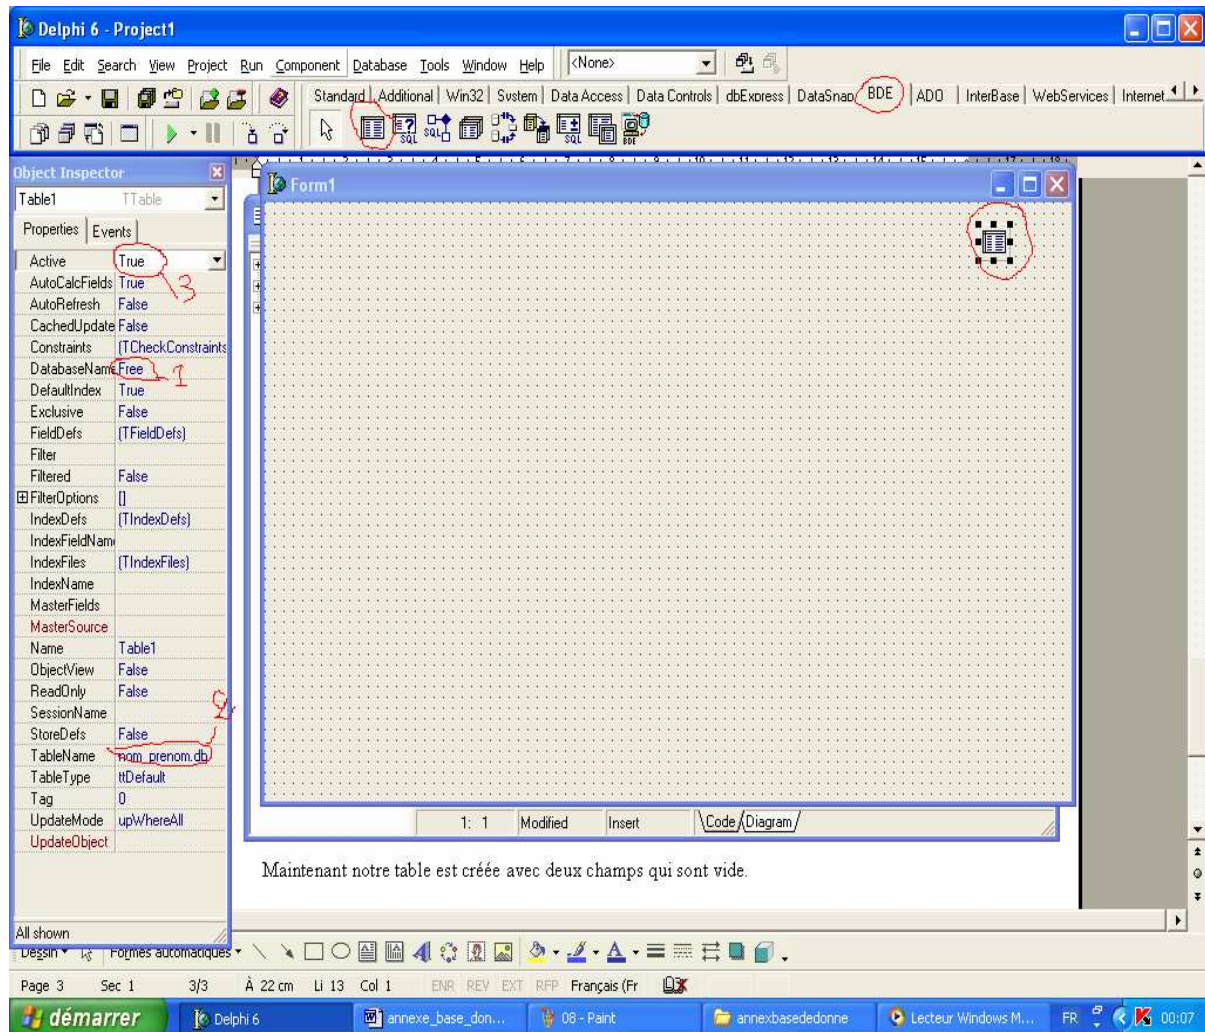 Delphi 6 - Project1
File Edit Search View Project Run Component Database Tools Window Help <None>
Standard Additional Win32 System Data Access Data Controls dbExpress DataSnap BDE ADO InterBase WebServices Internet
Object Inspector
Table1 TTable
Properties Events
Active True
3
AutoCalcFields True
AutoRefresh False
CachedUpdate False
Constraints (TCheckConstraints
DatabaseName Free
1
DefaultIndex True
Exclusive False
FieldDefs (TFieldDefs)
Filter
Filtered False
FilterOptions []
IndexDefs (TIndexDefs)
IndexFieldNam
IndexFiles (TIndexFiles)
IndexName
MasterFields
MasterSource
Name Table1
ObjectView False
ReadOnly False
SessionName
2
StoreDefs False
TableName nom_prenom.db
TableType ttDefault
Tag 0
UpdateMode upWhereAll
UpdateObject
All shown
Form1
1: 1 Modified Insert Code Diagram
Maintenant notre table est créée avec deux champs qui sont vide.
Dessin Formes automatiques
Page 3 Sec 1 3/3 À 22 cm Li 13 Col 1 ENR REV EXT RFP Français (Fr
démarrer Delphi 6 annexe_base_don... 08 - Paint annexbasededonne Lecteur Windows M... FR 00:07